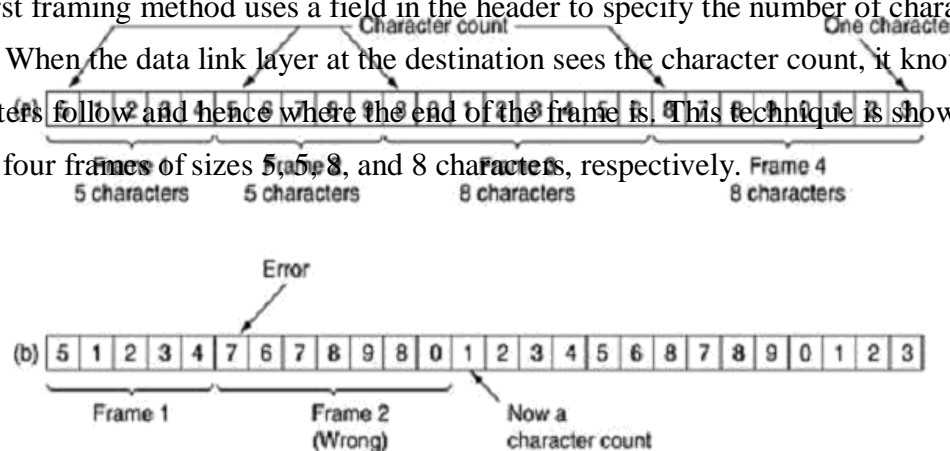 rst framing method uses a field in the header to specify the number of chara
Character count
One characte
When the data link layer at the destination sees the character count, it know
(a)
ters follow and hence where the end of the frame is. This technique is show
four frames of sizes 5, 5, 8, and 8 characters, respectively.
Frame 4
5 characters 5 characters 8 characters 8 characters
Error
(b) 5 1 2 3 4 7 6 7 8 9 8 0 1 2 3 4 5 6 8 7 8 9 0 1 2 3
Frame 1 Frame 2 Now a
(Wrong) character count